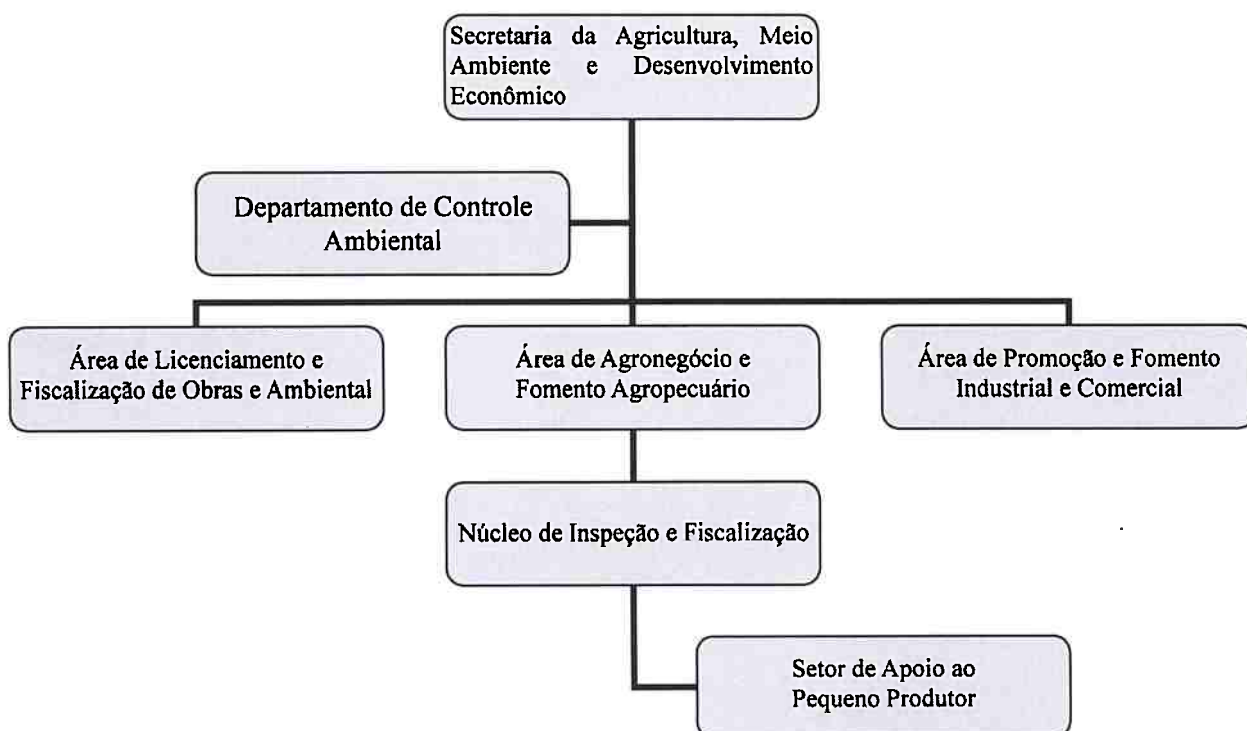 Secretaria da Agricultura, Meio
Ambiente e Desenvolvimento
Econômico
Departamento de Controle
Ambiental
Área de Licenciamento e
Fiscalização de Obras e Ambiental
Área de Agronegócio e
Fomento Agropecuário
Área de Promoção e Fomento
Industrial e Comercial
Núcleo de Inspeção e Fiscalização
Setor de Apoio ao
Pequeno Produtor